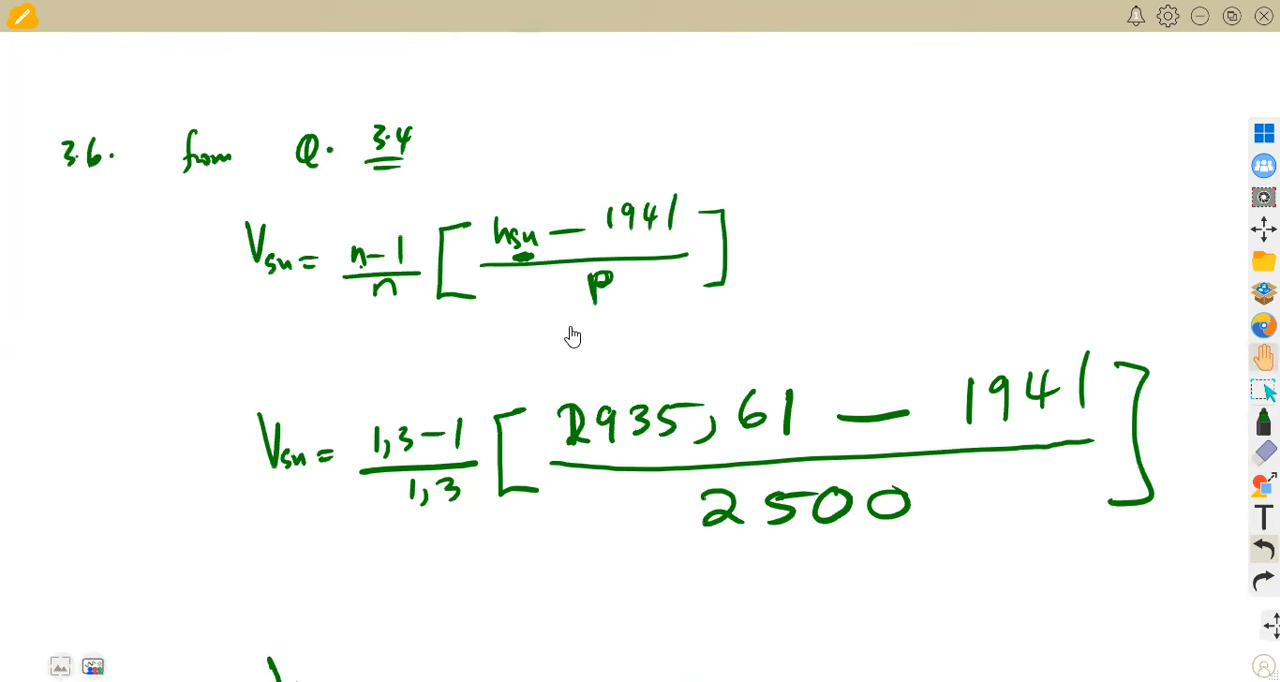 3.6. from Q. 3.4
Vsu = n-1/n [hsu - 1941/p]
Vsu = 1,3-1/1,3 [2935,61 - 1941/2500]
T